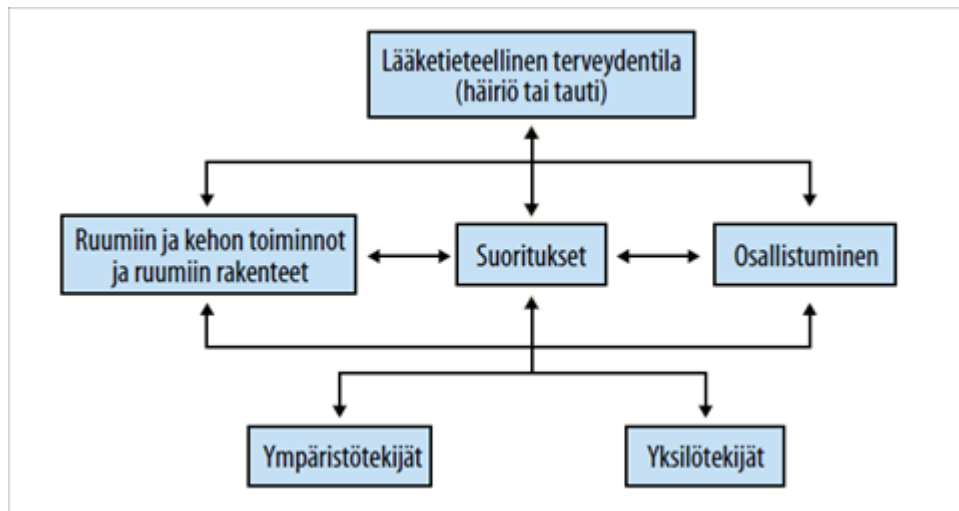 Lääketieteellinen terveydentila
(häiriö tai tauti)
Ruumiin ja kehon toiminnot
ja ruumiin rakenteet
Suoritukset
Osallistuminen
Ympäristötekijät
Yksilötekijät